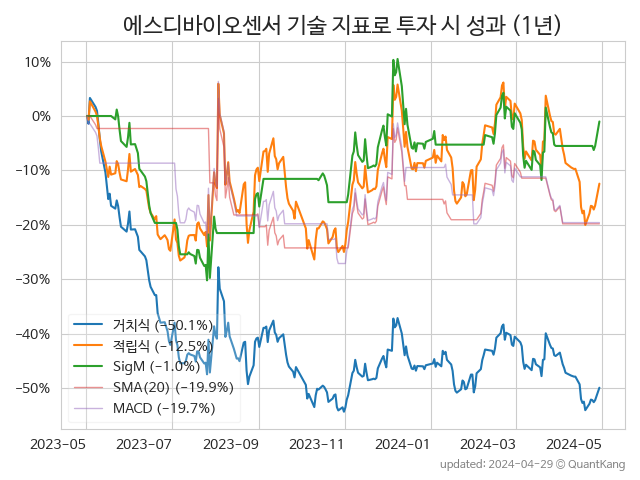 에스디바이오센서 기술 지표로 투자 시 성과 (1년)
10%
0%
−10%
−20%
−30%
−40%
−50%
거치식 (−50.1%)
적립식 (−12.5%)
SigM (−1.0%)
SMA(20) (−19.9%)
MACD (−19.7%)
2023-05 2023-07 2023-09 2023-11 2024-01 2024-03 2024-05
updated: 2024-04-29 © QuantKang